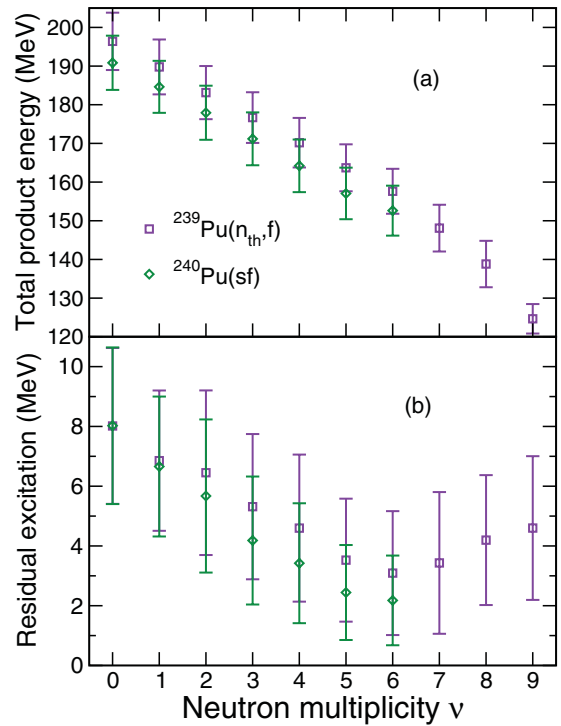 Total product energy (MeV)
200
190
180
170
160
150
140
130
120
(a)
²³⁹Pu(nₜₕ,f)
²⁴⁰Pu(sf)
Residual excitation (MeV)
10
8
6
4
2
0
(b)
0 1 2 3 4 5 6 7 8 9
Neutron multiplicity ν